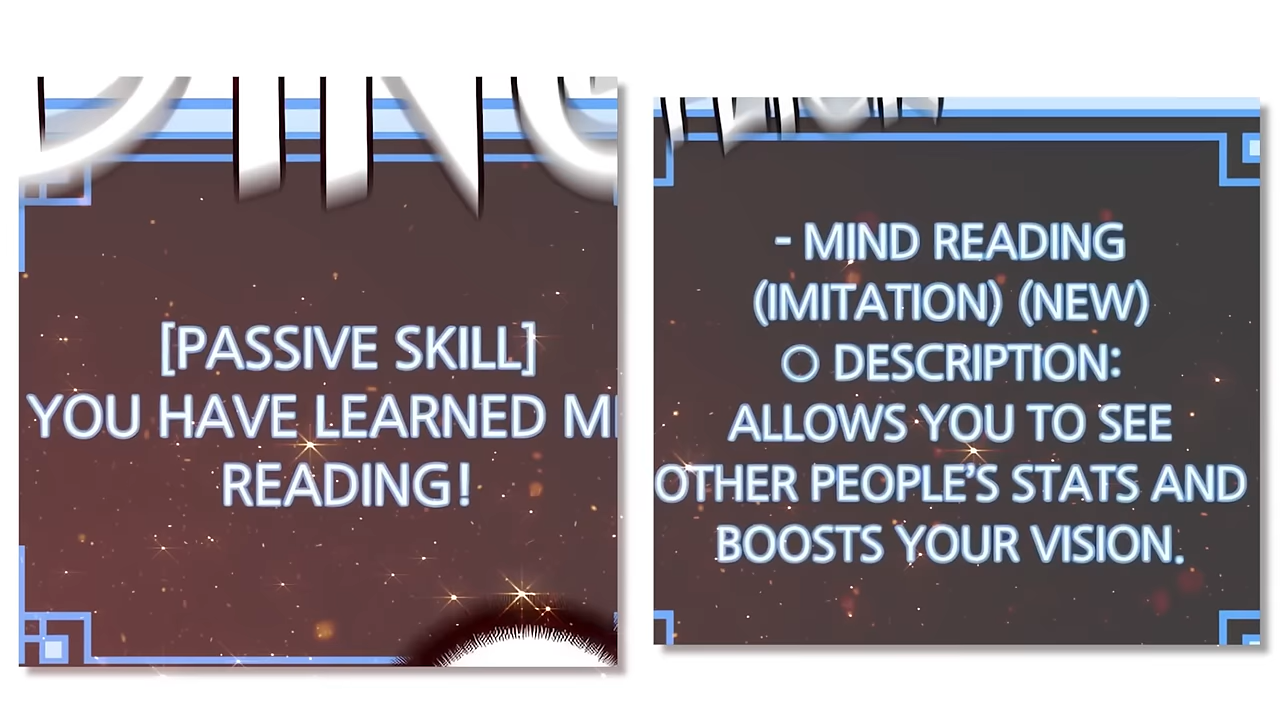 [PASSIVE SKILL]
YOU HAVE LEARNED
READING!
- MIND READING
(IMITATION) (NEW)
○ DESCRIPTION:
ALLOWS YOU TO SEE
OTHER PEOPLE'S STATS AND
BOOSTS YOUR VISION.